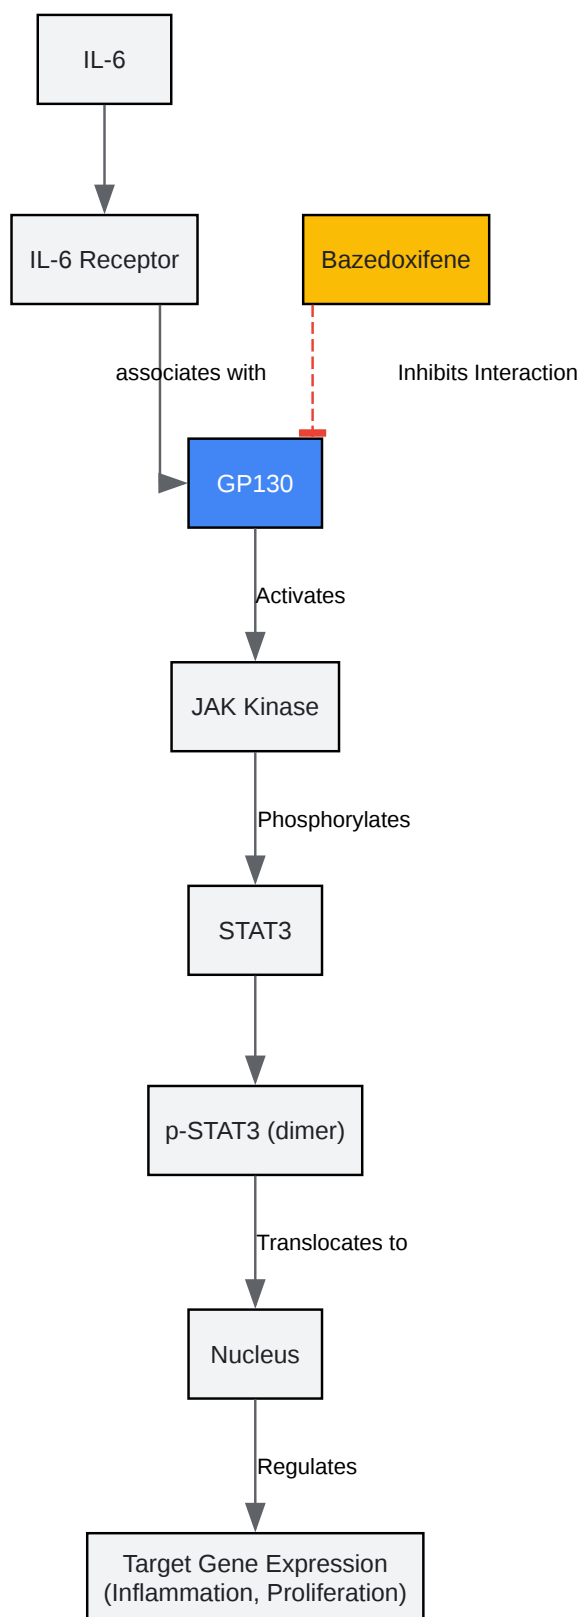 IL-6
IL-6 Receptor
Bazedoxifene
associates with
Inhibits Interaction
GP130
Activates
JAK Kinase
Phosphorylates
STAT3
p-STAT3 (dimer)
Translocates to
Nucleus
Regulates
Target Gene Expression
(Inflammation, Proliferation)